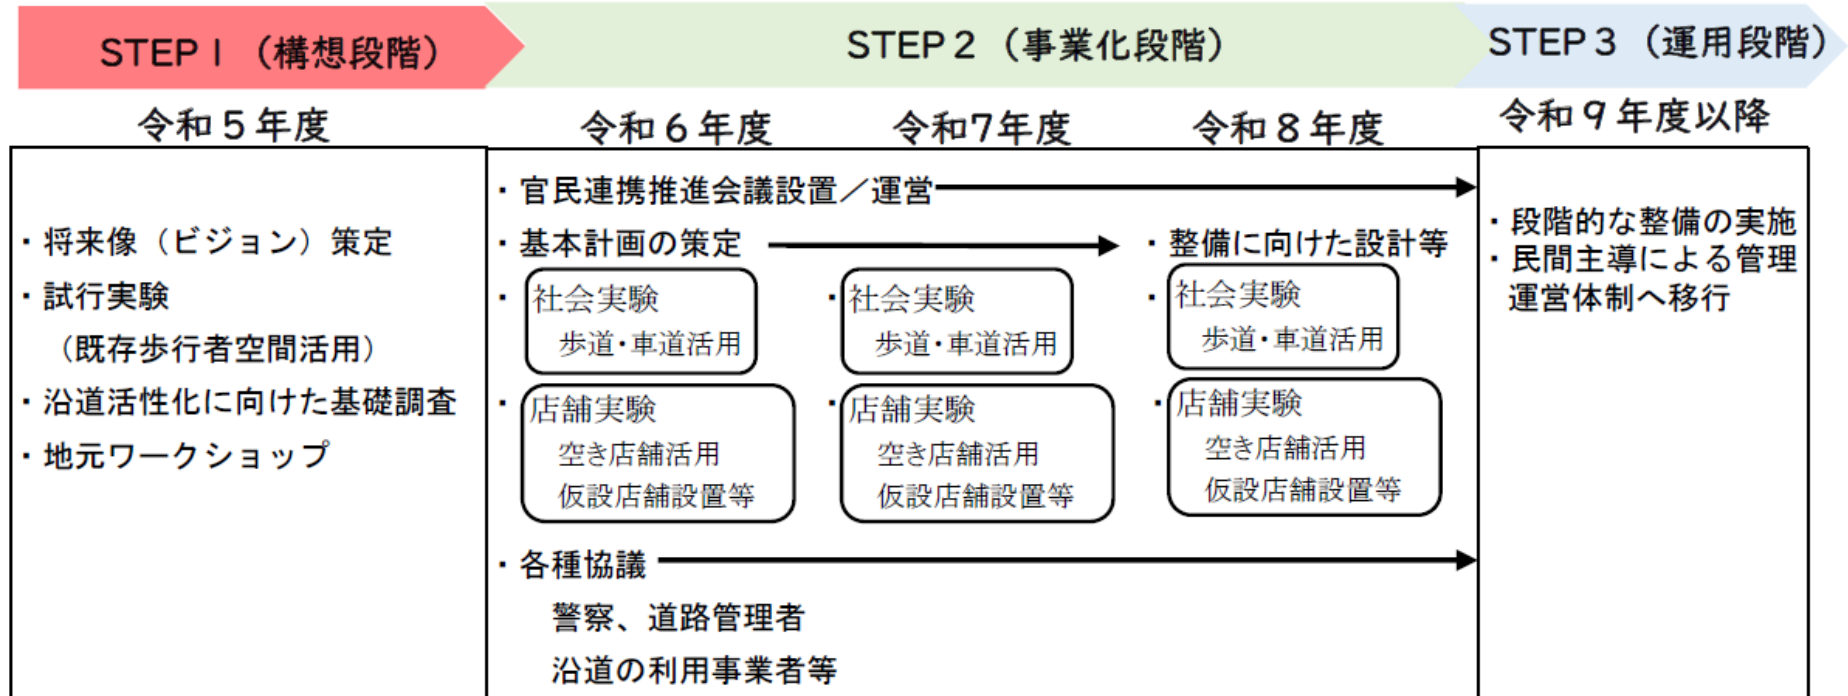 STEP１（構想段階）
STEP２（事業化段階）
STEP３（運用段階）
令和５年度
令和６年度
令和7年度
令和８年度
令和９年度以降
・将来像（ビジョン）策定
・試行実験
（既存歩行者空間活用）
・沿道活性化に向けた基礎調査
・地元ワークショップ
・官民連携推進会議設置／運営
・基本計画の策定
・整備に向けた設計等
・社会実験
歩道・車道活用
・社会実験
歩道・車道活用
・社会実験
歩道・車道活用
・店舗実験
空き店舗活用
仮設店舗設置等
・店舗実験
空き店舗活用
仮設店舗設置等
・店舗実験
空き店舗活用
仮設店舗設置等
・各種協議
警察、道路管理者
沿道の利用事業者等
・段階的な整備の実施
・民間主導による管理
運営体制へ移行